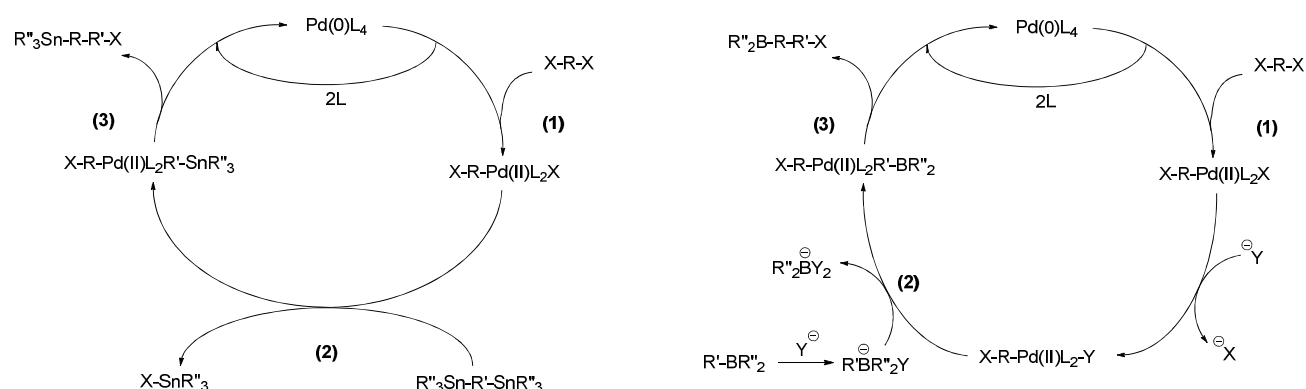 Pd(0)L4
R"3Sn-R-R'-X
X-R-X
2L
(3)
(1)
X-R-Pd(II)L2R'-SnR"3
X-R-Pd(II)L2X
(2)
X-SnR"3
R"3Sn-R'-SnR"3
Pd(0)L4
R"2B-R-R'-X
X-R-X
2L
(3)
(1)
X-R-Pd(II)L2R'-BR"2
X-R-Pd(II)L2X
⊖Y
R"2B⊖Y2
(2)
Y⊖
R'-BR"2
R'B⊖R"2Y
X-R-Pd(II)L2-Y
⊖X